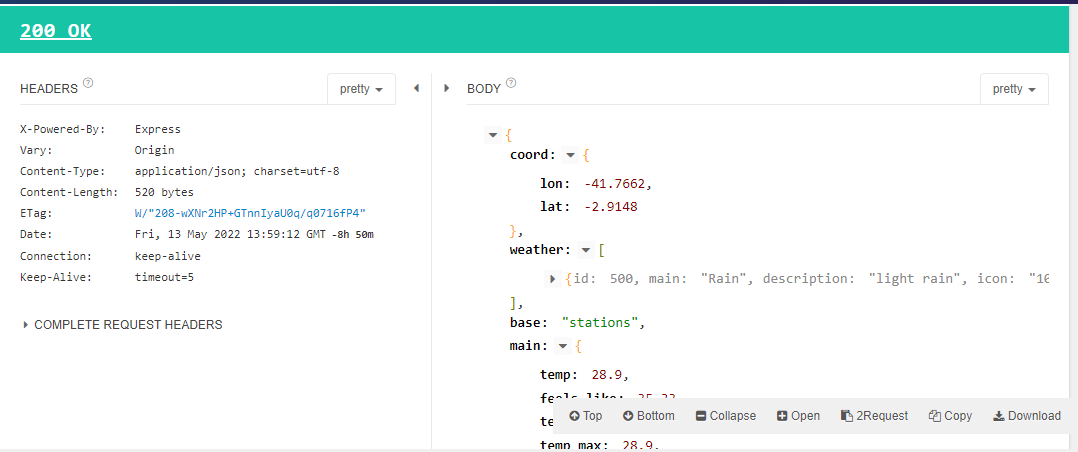 200 OK
HEADERS ?
pretty
X-Powered-By: Express
Vary: Origin
Content-Type: application/json; charset=utf-8
Content-Length: 520 bytes
ETag: W/"208-wXNr2HP+GTnnIyaU0q/q0716fP4"
Date: Fri, 13 May 2022 13:59:12 GMT -8h 50m
Connection: keep-alive
Keep-Alive: timeout=5
COMPLETE REQUEST HEADERS
BODY ?
pretty
{
coord: {
lon: -41.7662,
lat: -2.9148
},
weather: [
{id: 500, main: "Rain", description: "light rain", icon: "10
],
base: "stations",
main: {
temp: 28.9,
te
temp_max: 28.9,
Top Bottom Collapse Open 2Request Copy Download